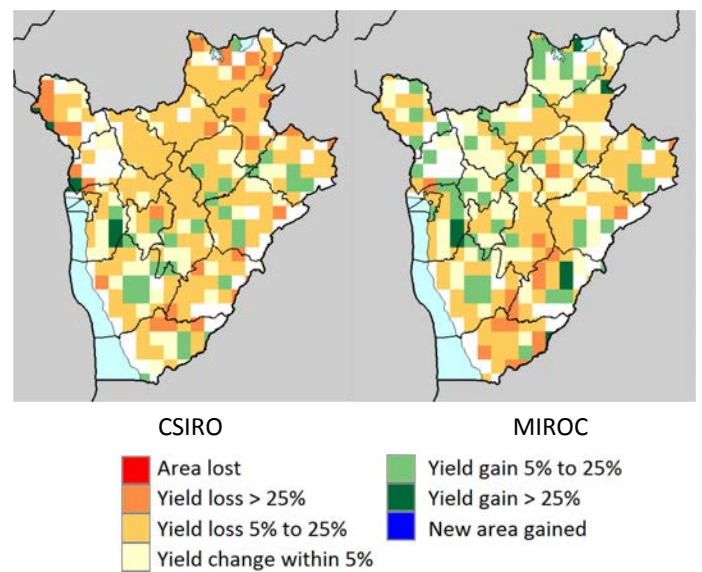 CSIRO
MIROC
Area lost
Yield loss > 25%
Yield loss 5% to 25%
Yield change within 5%
Yield gain 5% to 25%
Yield gain > 25%
New area gained